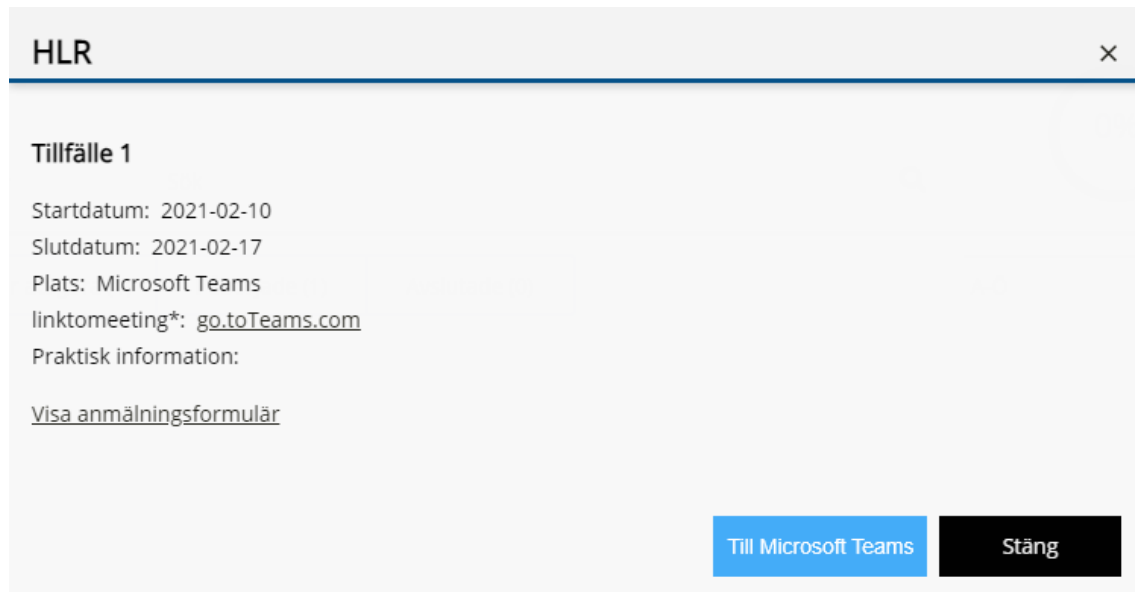 HLR ×
Tillfälle 1
Startdatum: 2021-02-10
Slutdatum: 2021-02-17
Plats: Microsoft Teams
linktomeeting*: go.toTeams.com
Praktisk information:
Visa anmälningsformulär
Till Microsoft Teams Stäng